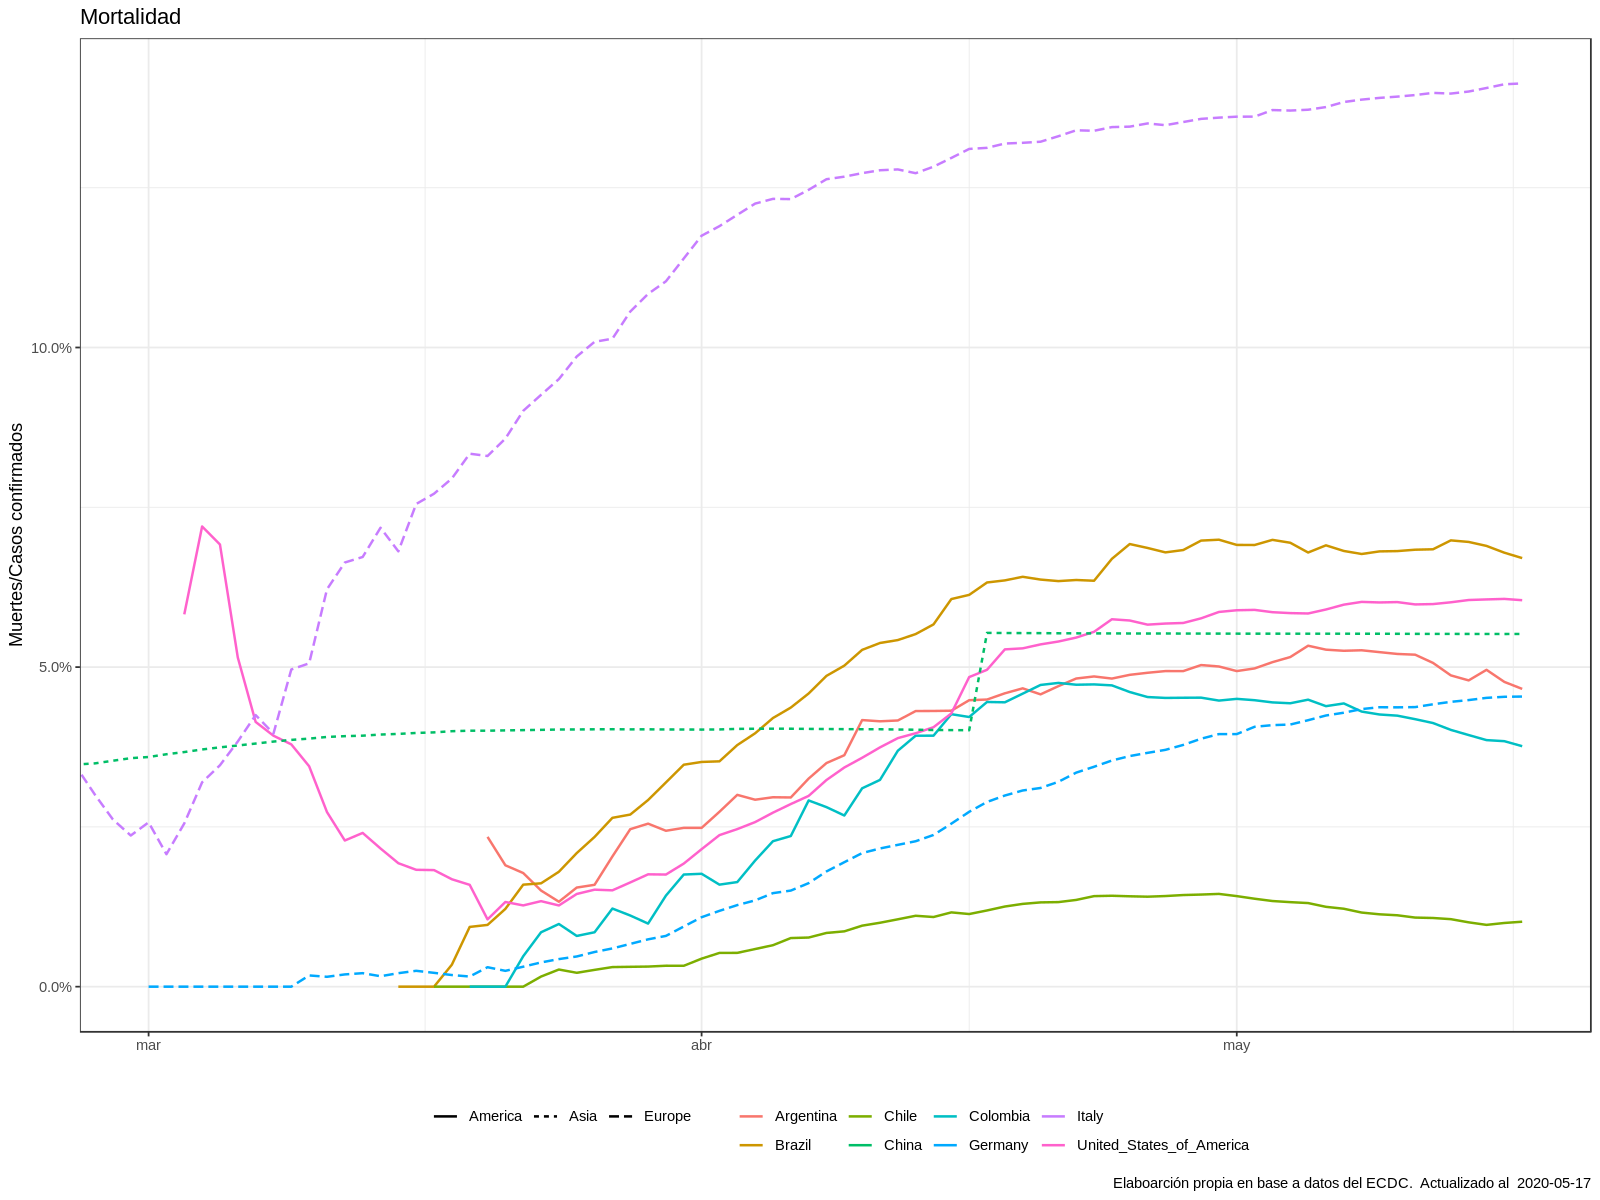 Mortalidad
Muertes/Casos confirmados
10.0%
5.0%
0.0%
mar abr may
America Asia Europe Argentina Chile Colombia Italy
Brazil China Germany United_States_of_America
Elaboarción propia en base a datos del ECDC. Actualizado al 2020-05-17